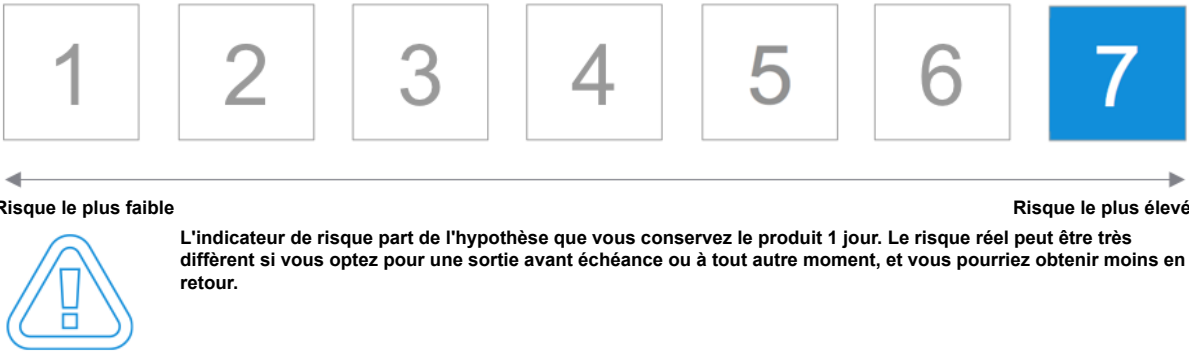 1 2 3 4 5 6 7
Risque le plus faible Risque le plus élevé
L'indicateur de risque part de l'hypothèse que vous conservez le produit 1 jour. Le risque réel peut être très
diffèrent si vous optez pour une sortie avant échéance ou à tout autre moment, et vous pourriez obtenir moins en
retour.